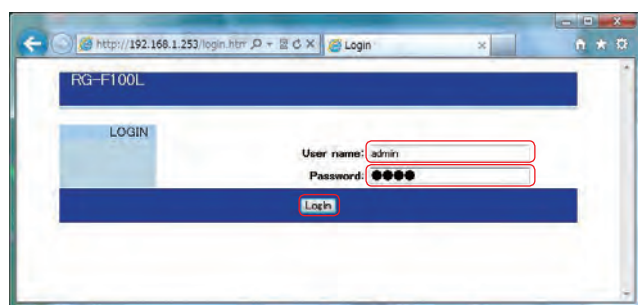 http://192.168.1.253/login.htm
Login
RG-F100L
LOGIN
User name: admin
Password: ●●●●
Login